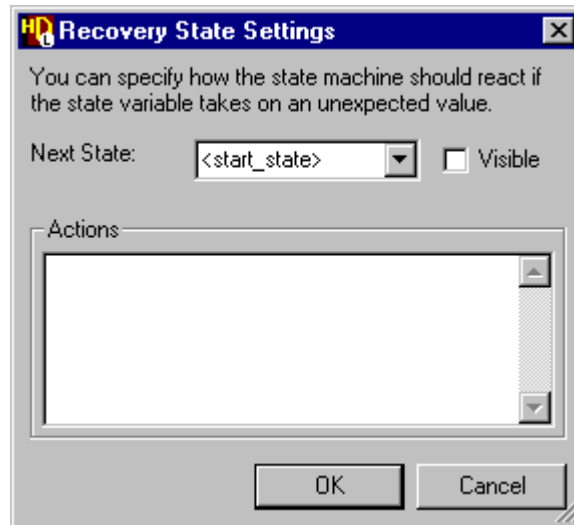 HDL Recovery State Settings
You can specify how the state machine should react if
the state variable takes on an unexpected value.
Next State: <start_state> Visible
Actions
OK Cancel